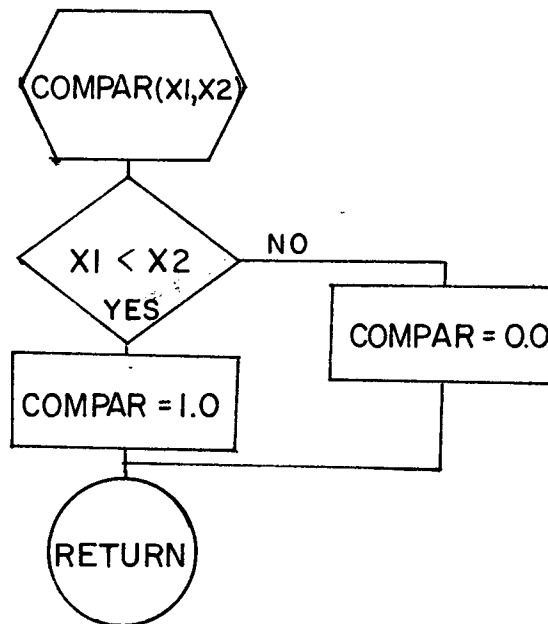 COMPAR(X1,X2)
X1 < X2
NO
YES
COMPAR = 0.0
COMPAR = 1.0
RETURN